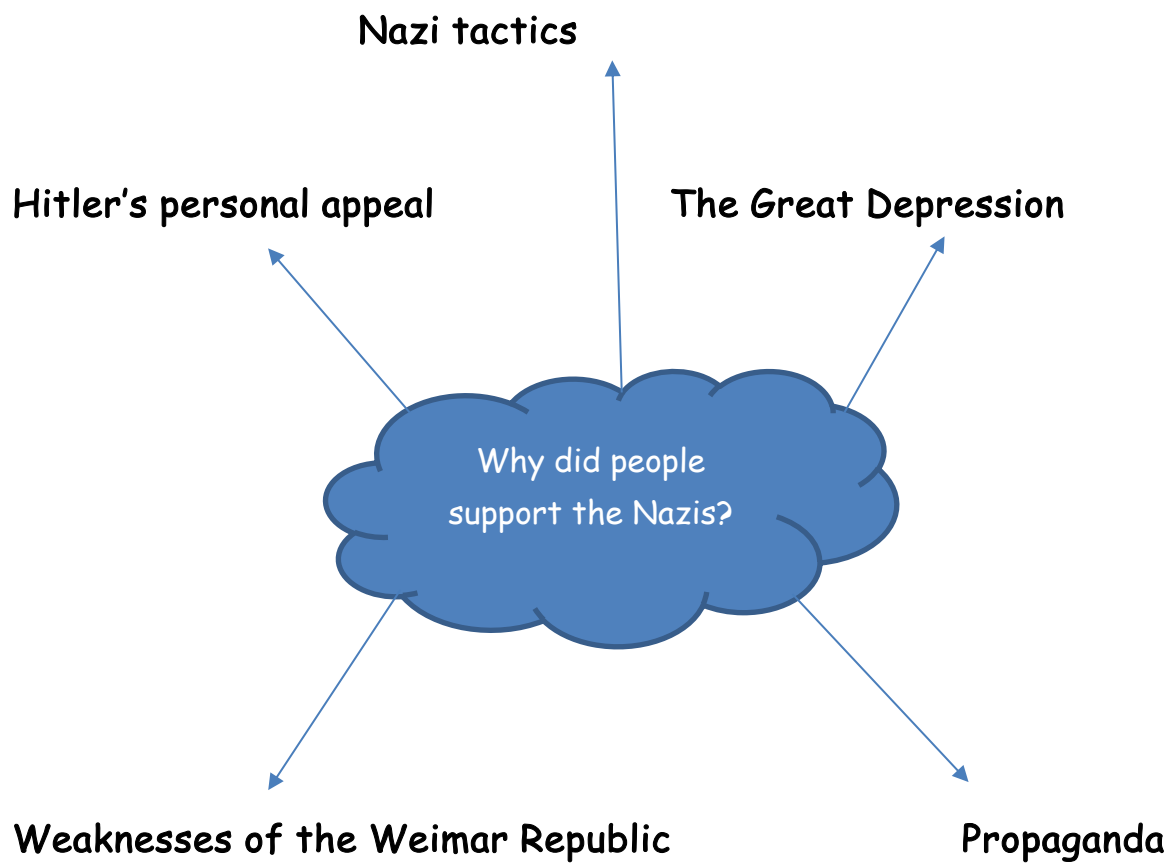 Nazi tactics
Hitler’s personal appeal
The Great Depression
Why did people
support the Nazis?
Weaknesses of the Weimar Republic
Propaganda